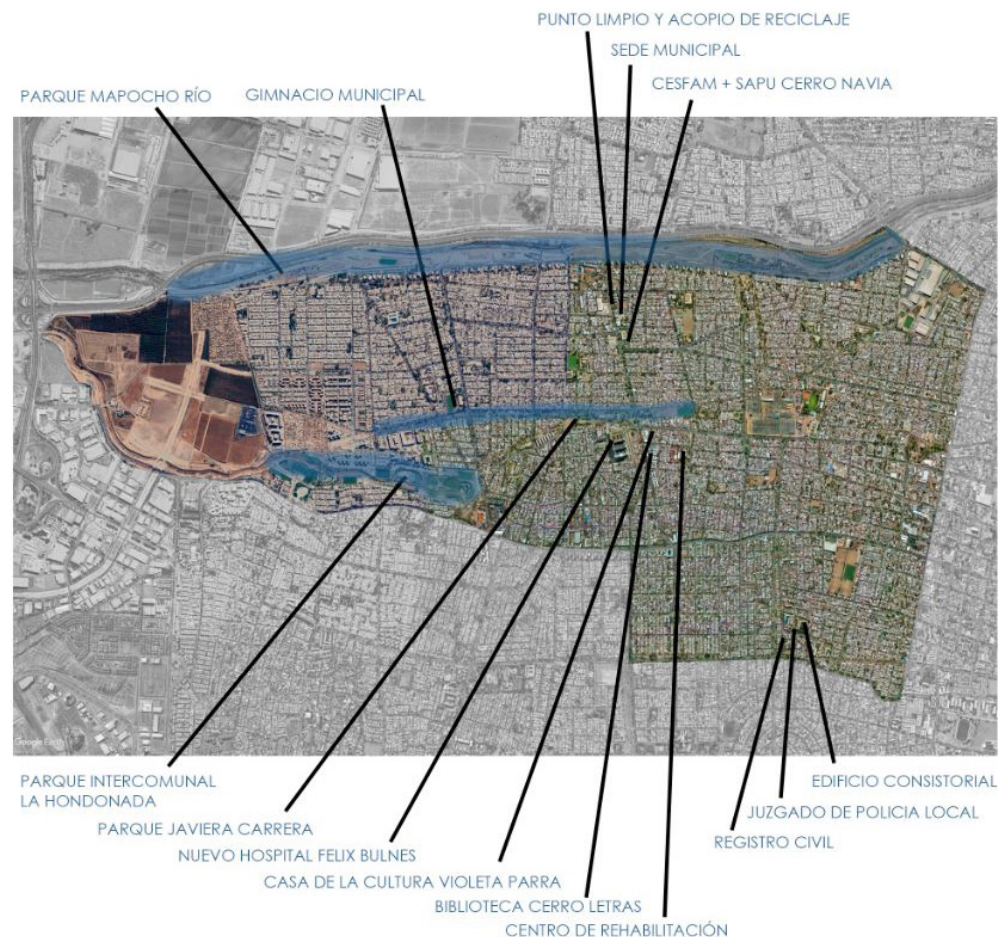 PUNTO LIMPIO Y ACOPIO DE RECICLAJE
SEDE MUNICIPAL
CESFAM + SAPU CERRO NAVIA
PARQUE MAPOCHO RÍO
GIMNACIO MUNICIPAL
Google Earth
PARQUE INTERCOMUNAL
LA HONDONADA
EDIFICIO CONSISTORIAL
JUZGADO DE POLICIA LOCAL
PARQUE JAVIERA CARRERA
REGISTRO CIVIL
NUEVO HOSPITAL FELIX BULNES
CASA DE LA CULTURA VIOLETA PARRA
BIBLIOTECA CERRO LETRAS
CENTRO DE REHABILITACIÓN